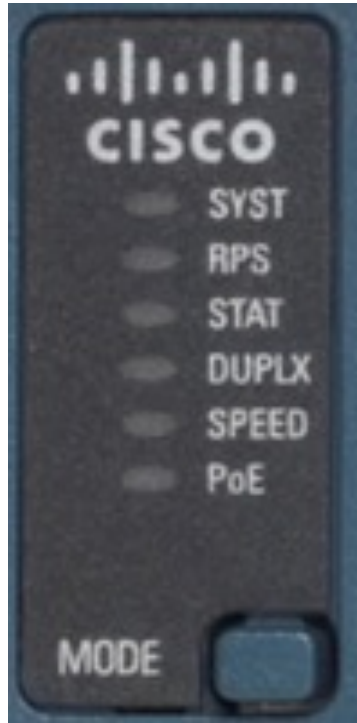 CISCO
SYST
RPS
STAT
DUPLX
SPEED
PoE
MODE